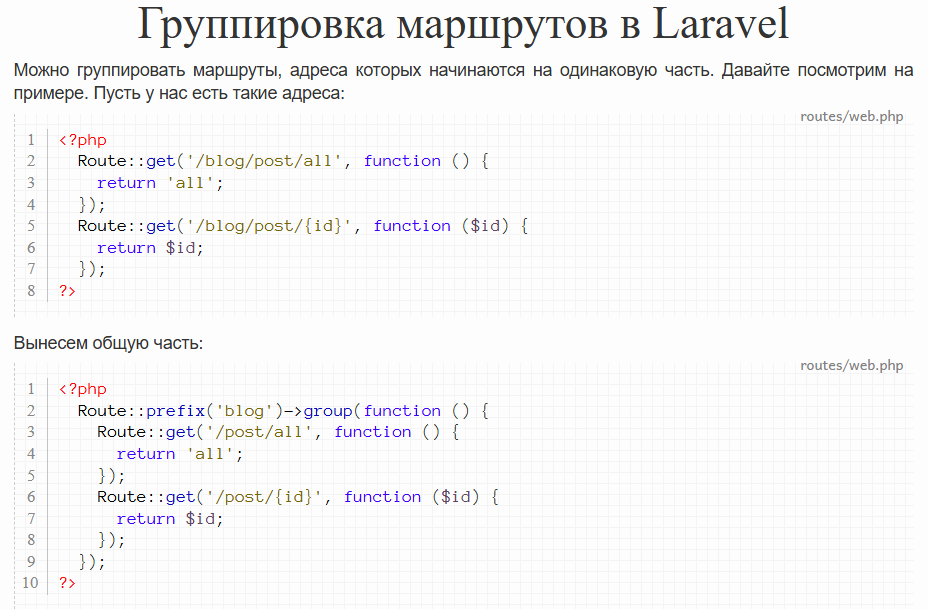 Группировка маршрутов в Laravel
Можно группировать маршруты, адреса которых начинаются на одинаковую часть. Давайте посмотрим на
примере. Пусть у нас есть такие адреса:
routes/web.php
1 <?php
2 Route::get('/blog/post/all', function () {
3 return 'all';
4 });
5 Route::get('/blog/post/{id}', function ($id) {
6 return $id;
7 });
8 ?>
Вынесем общую часть:
routes/web.php
1 <?php
2 Route::prefix('blog')->group(function () {
3 Route::get('/post/all', function () {
4 return 'all';
5 });
6 Route::get('/post/{id}', function ($id) {
7 return $id;
8 });
9 });
10 ?>